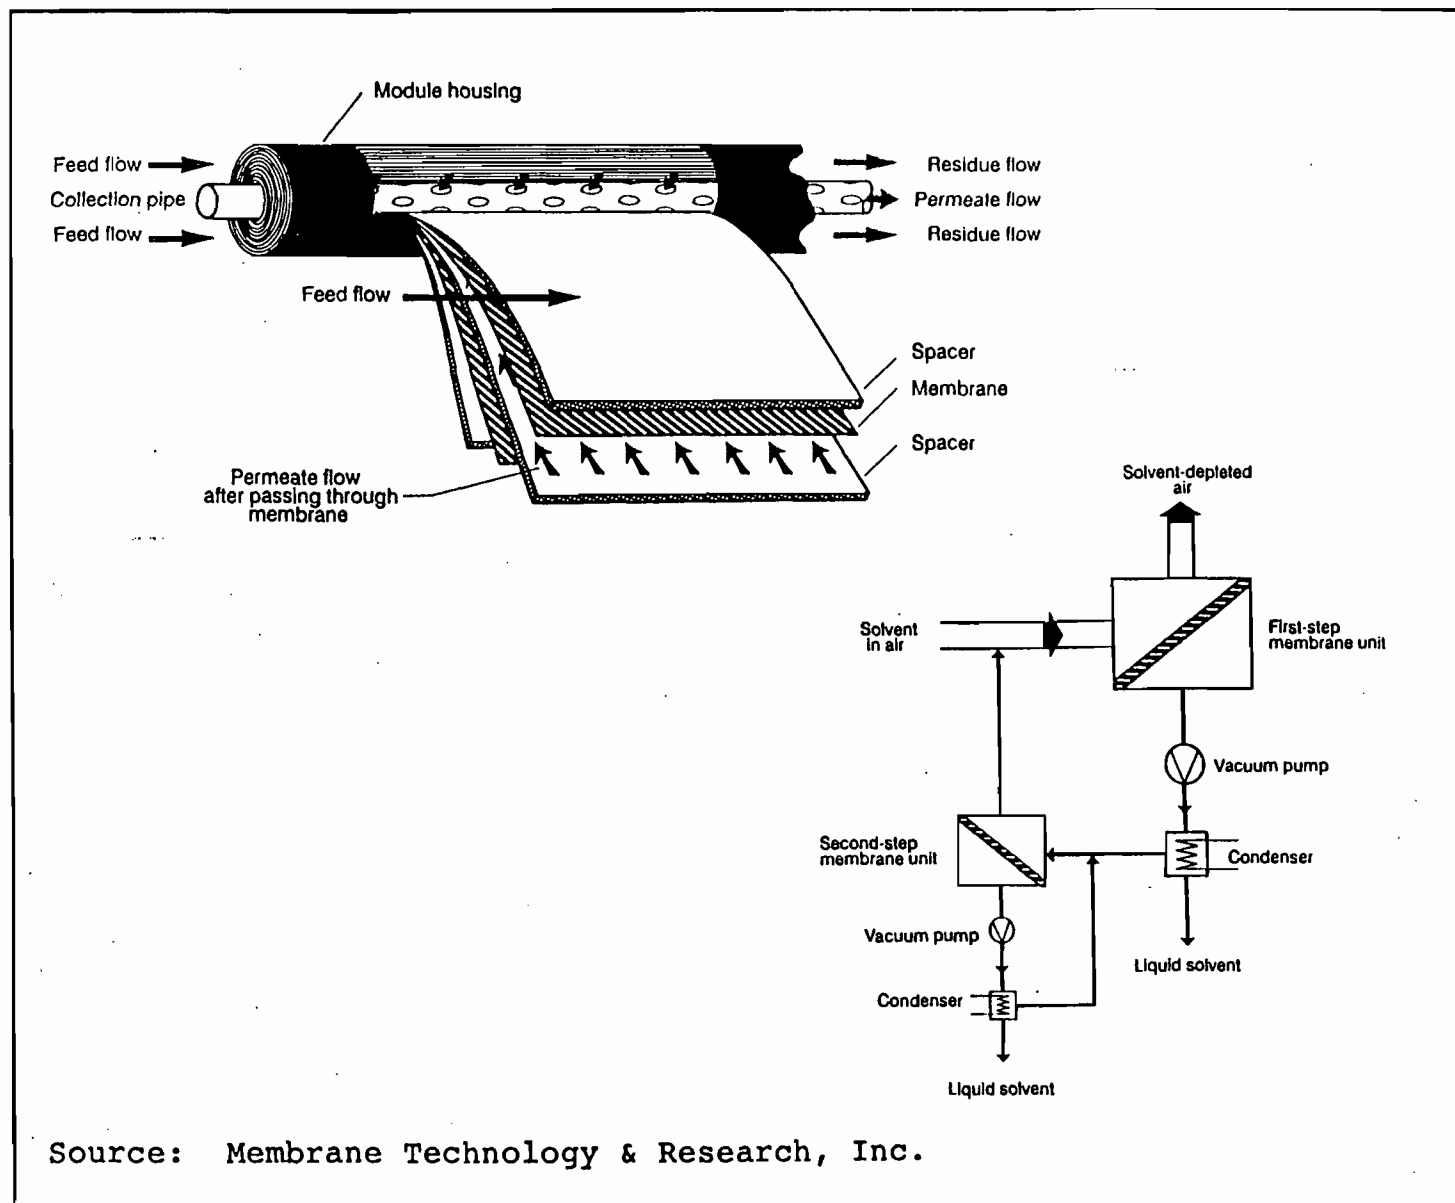 Module housing
Feed flow
Collection pipe
Feed flow
Residue flow
Permeate flow
Residue flow
Feed flow
Spacer
Membrane
Spacer
Permeate flow
after passing through
membrane
Solvent-depleted
air
Solvent
in air
First-step
membrane unit
Vacuum pump
Second-step
membrane unit
Condenser
Vacuum pump
Liquid solvent
Condenser
Liquid solvent
Source: Membrane Technology & Research, Inc.